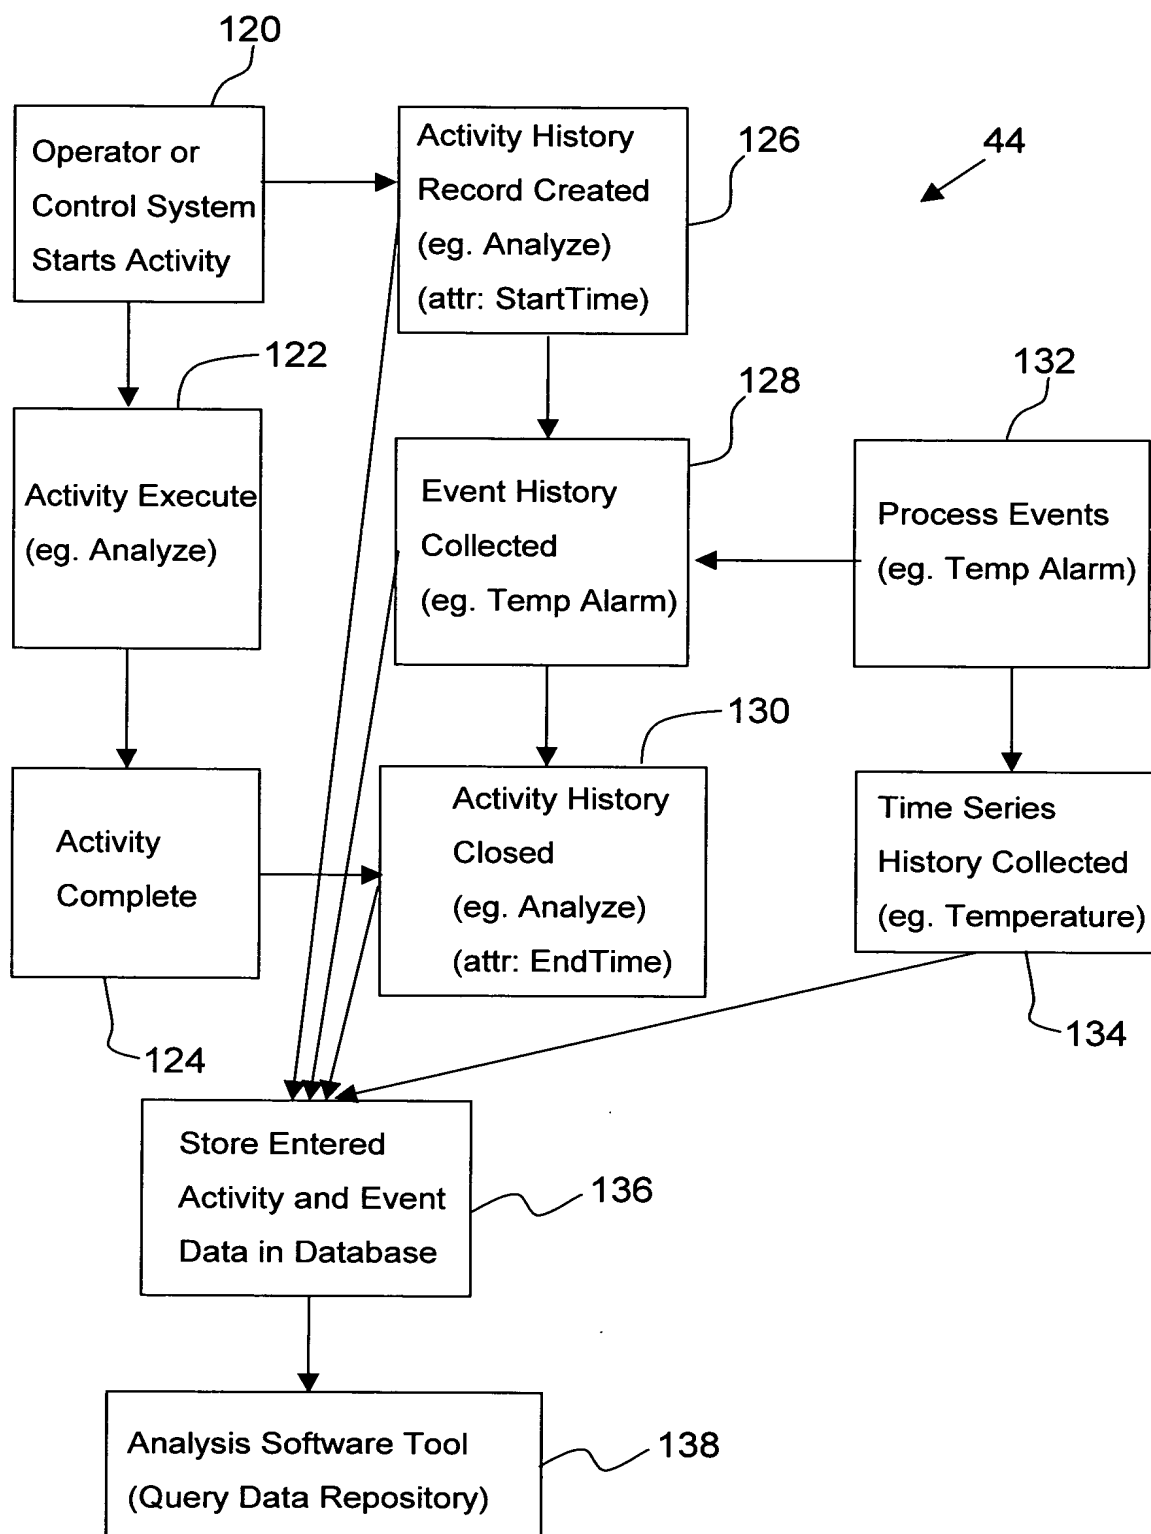 120
Operator or
Control System
Starts Activity
Activity History
Record Created
(eg. Analyze)
(attr: StartTime)
126
44
122
Activity Execute
(eg. Analyze)
128
Event History
Collected
(eg. Temp Alarm)
132
Process Events
(eg. Temp Alarm)
130
Activity
Complete
124
Activity History
Closed
(eg. Analyze)
(attr: EndTime)
Time Series
History Collected
(eg. Temperature)
134
Store Entered
Activity and Event
Data in Database
136
Analysis Software Tool
(Query Data Repository)
138